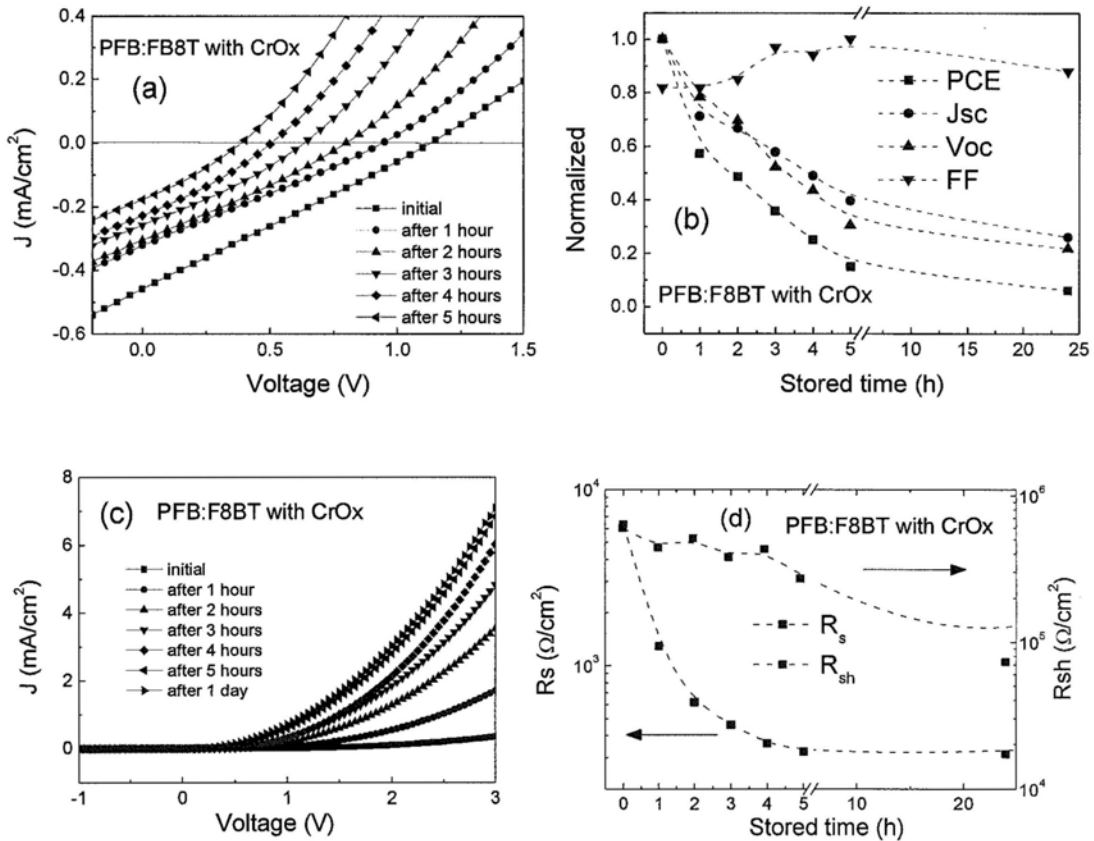 PFB:FB8T with CrOx
(a)
0.4
0.2
0.0
-0.2
-0.4
-0.6
J (mA/cm²)
0.0
0.5
1.0
1.5
Voltage (V)
initial
after 1 hour
after 2 hours
after 3 hours
after 4 hours
after 5 hours
1.0
0.8
0.6
0.4
0.2
0.0
Normalized
PCE
Jsc
Voc
FF
(b)
PFB:F8BT with CrOx
0 1 2 3 4 5 10 15 20 25
Stored time (h)
(c)
PFB:F8BT with CrOx
8
6
4
2
0
J (mA/cm²)
initial
after 1 hour
after 2 hours
after 3 hours
after 4 hours
after 5 hours
after 1 day
-1 0 1 2 3
Voltage (V)
(d)
PFB:F8BT with CrOx
10⁴
10³
Rs (Ω/cm²)
Rs
Rsh
10⁶
10⁵
10⁴
Rsh (Ω/cm²)
0 1 2 3 4 5 10 20
Stored time (h)